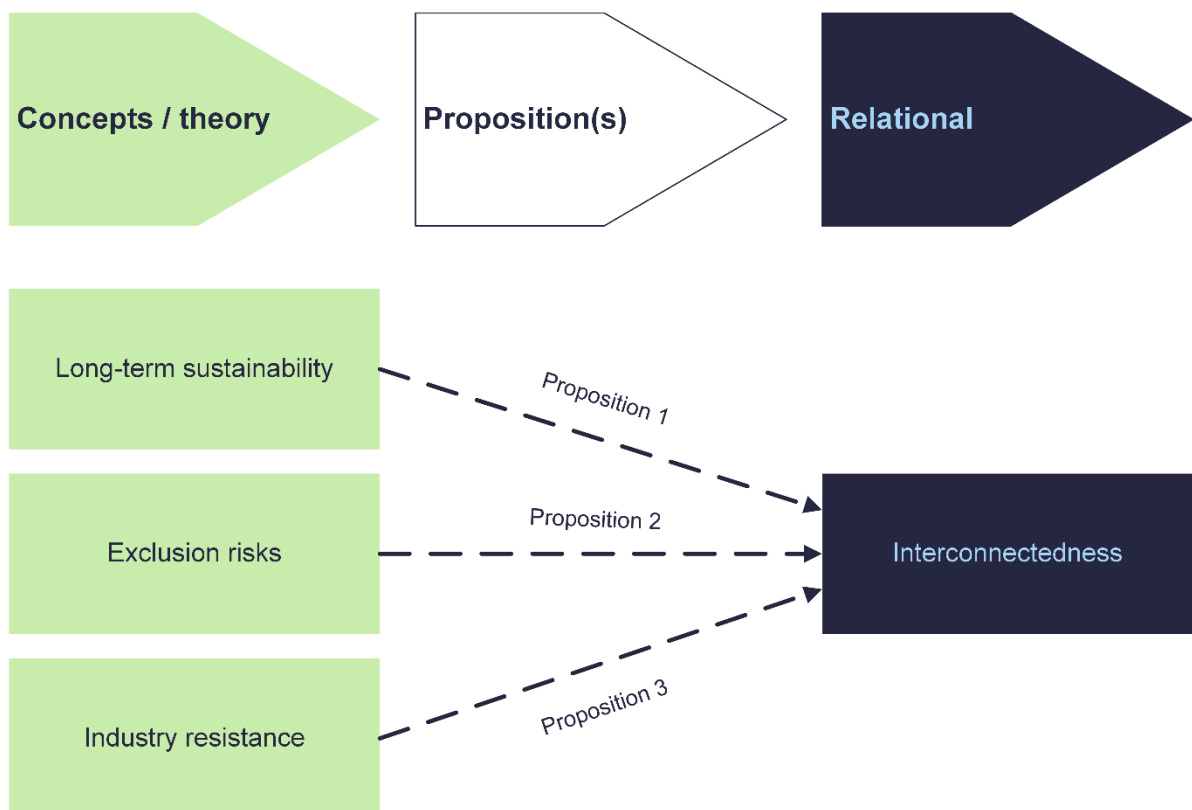 Concepts / theory
Proposition(s)
Relational
Long-term sustainability
Proposition 1
Exclusion risks
Proposition 2
Interconnectedness
Industry resistance
Proposition 3